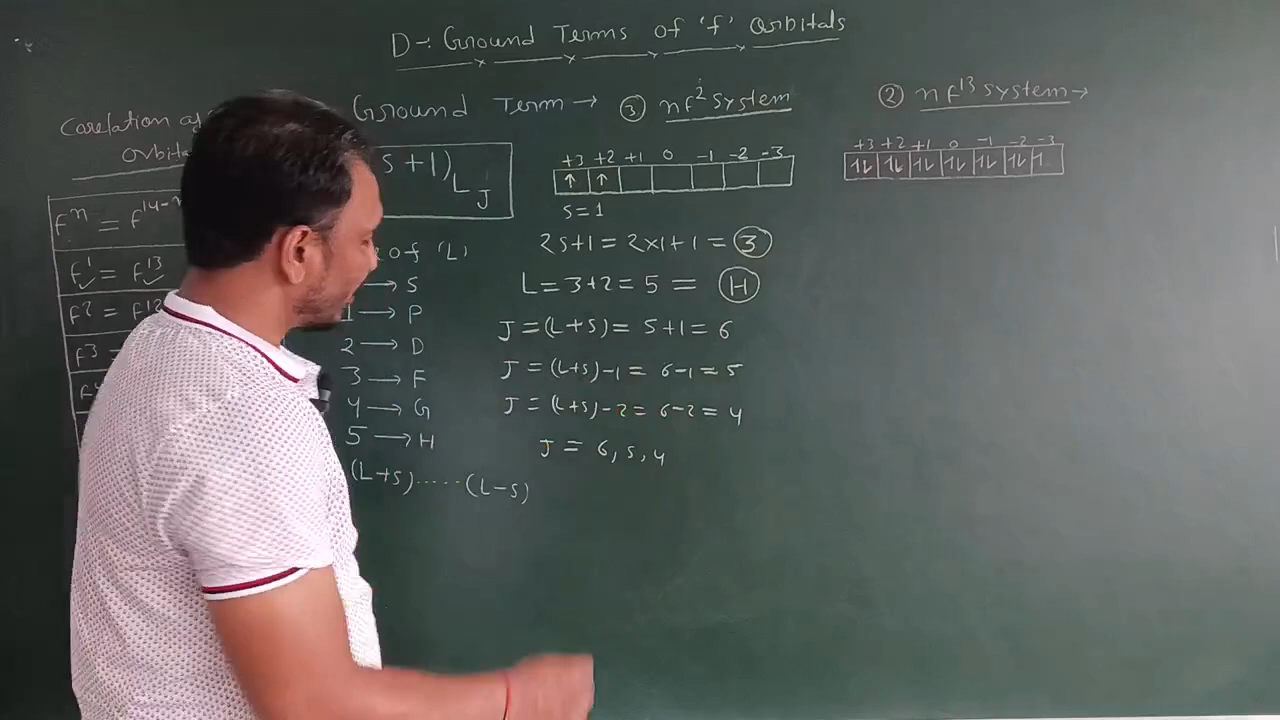 D-: Ground Terms of 'f' Orbitals
Corelation of
Orbita
fⁿ = f¹⁴⁻ⁿ
f¹ = f¹³
f² = f¹²
f³ =
Ground Term →
s+1)
L
J
of 'L)
→ S
1 → P
2 → D
3 → F
4 → G
5 → H
(L+s).....(L-s)
③ nf² system
+3 +2 +1 0 -1 -2 -3
↑ ↑
s=1
2s+1 = 2x1+1 = ③
L = 3+2 = 5 = Ⓗ
J = (L+s) = 5+1 = 6
J = (L+s)-1 = 6-1 = 5
J = (L+s)-2 = 6-2 = 4
J = 6, 5, 4
② nf¹³ system →
+3 +2 +1 0 -1 -2 -3
↿⇂ ↿⇂ ↿⇂ ↿⇂ ↿⇂ ↿⇂ ↿